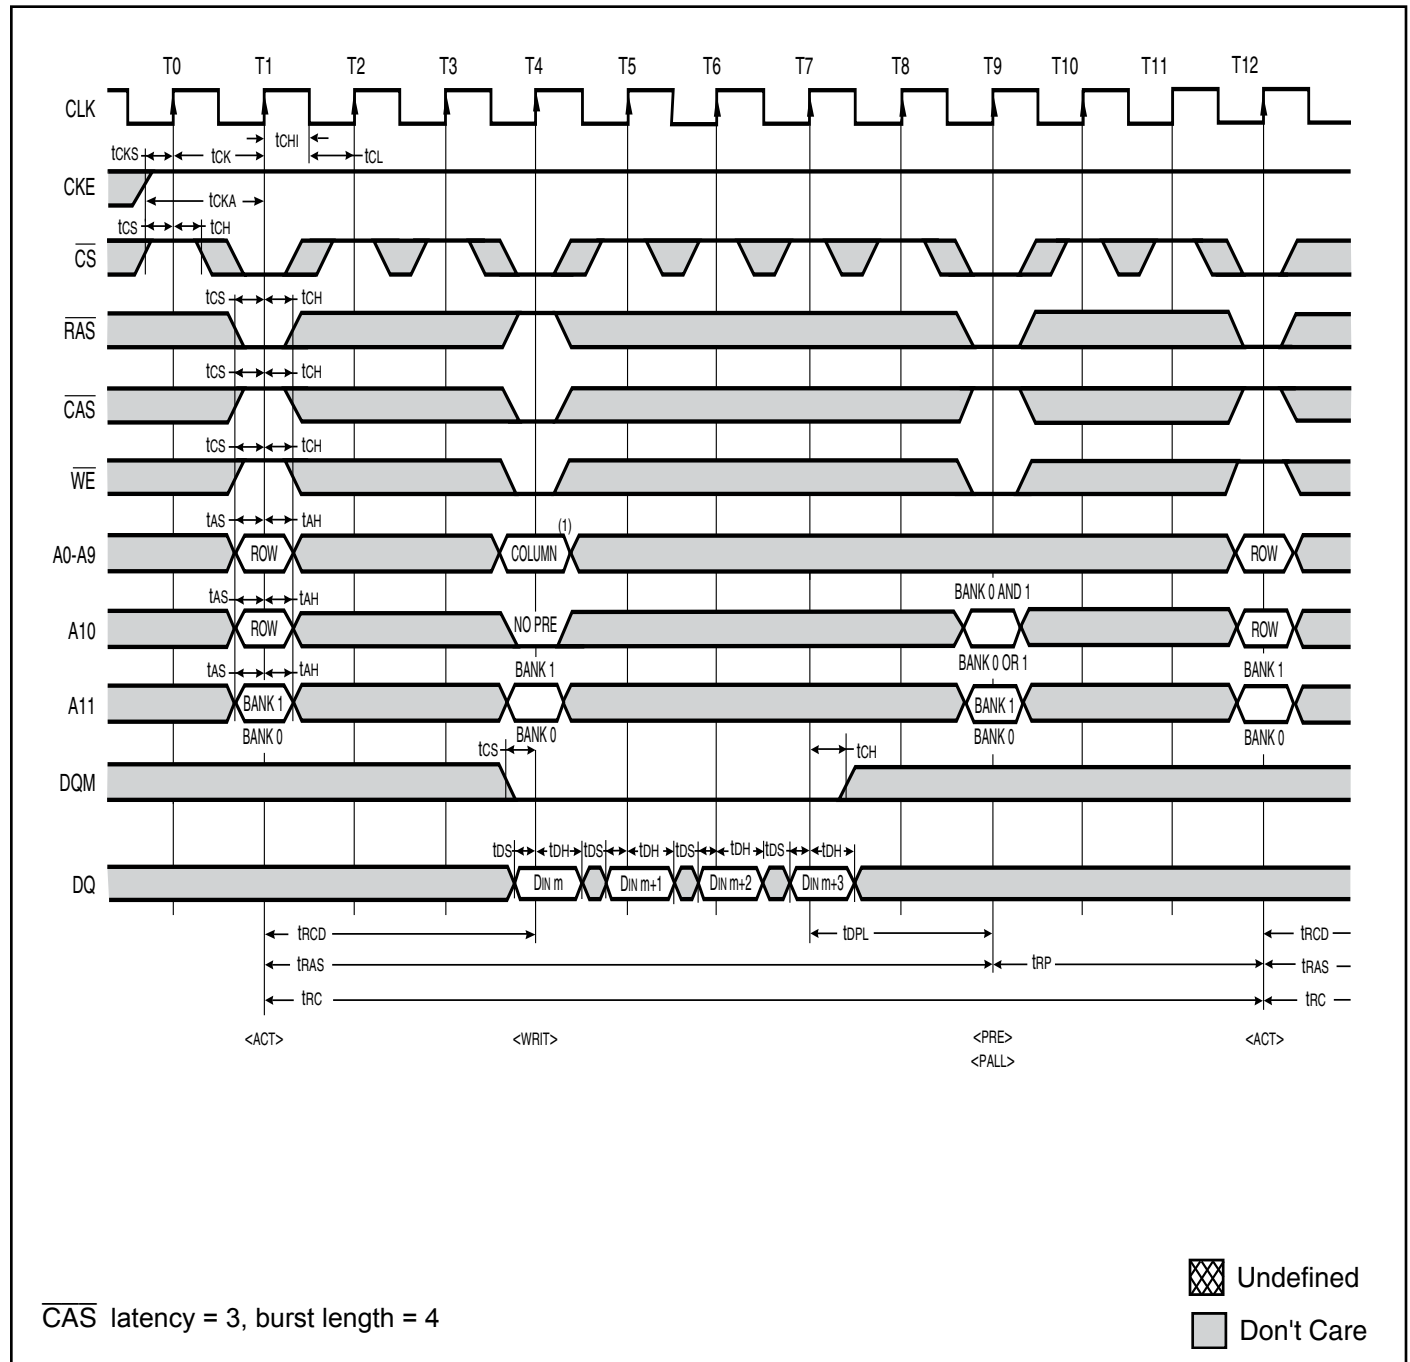 T0 T1 T2 T3 T4 T5 T6 T7 T8 T9 T10 T11 T12
CLK
tCHI
tCKS tCK tCL
CKE
tCKA
tCS tCH
CS
tCS tCH
RAS
tCS tCH
CAS
tCS tCH
WE
tAS tAH (1)
A0-A9 ROW COLUMN ROW
tAS tAH BANK 0 AND 1
A10 ROW NO PRE ROW
tAS tAH BANK 1 BANK 0 OR 1 BANK 1
A11 BANK 1 BANK 1
BANK 0 BANK 0 BANK 0 BANK 0
tCS tCH
DQM
tDS tDH tDS tDH tDS tDH tDS tDH
DQ DIN m DIN m+1 DIN m+2 DIN m+3
tRCD tDPL tRCD
tRAS tRP tRAS
tRC tRC
<ACT> <WRIT> <PRE> <ACT>
<PALL>
Undefined
CAS latency = 3, burst length = 4
Don't Care